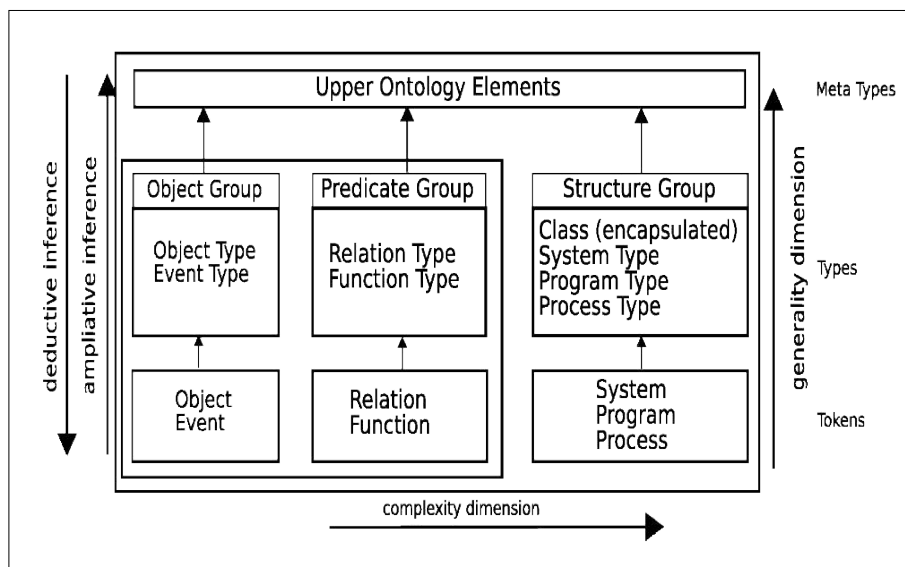 Upper Ontology Elements
Meta Types
deductive inference
ampliative inference
Object Group
Predicate Group
Structure Group
Object Type
Event Type
Relation Type
Function Type
Class (encapsulated)
System Type
Program Type
Process Type
generality dimension
Types
Object
Event
Relation
Function
System
Program
Process
Tokens
complexity dimension